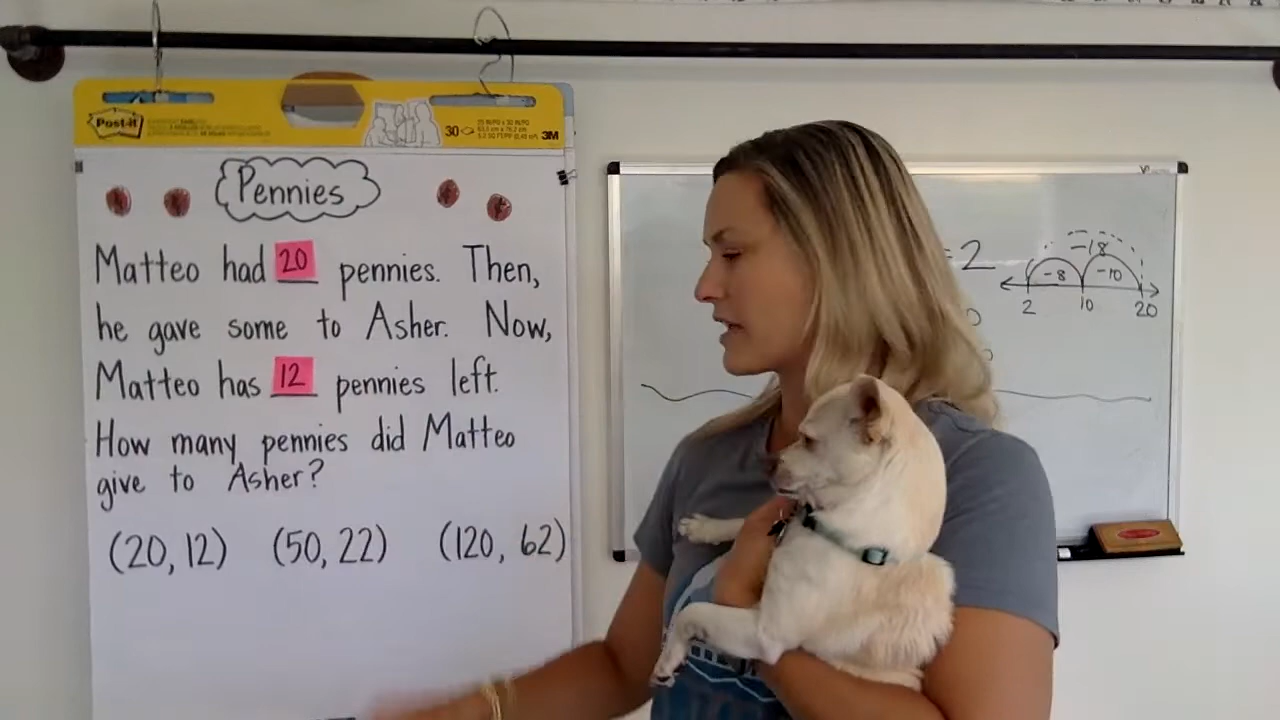 Post-it
30
3M
Pennies
Matteo had 20 pennies. Then,
he gave some to Asher. Now,
Matteo has 12 pennies left.
How many pennies did Matteo
give to Asher?
(20, 12) (50, 22) (120, 62)
=2
-18
-8 -10
2 10 20